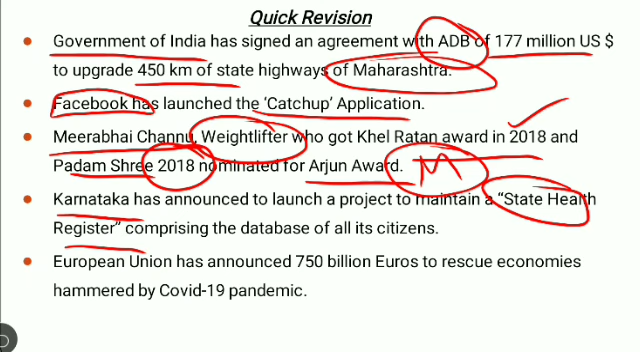 Quick Revision
Government of India has signed an agreement with ADB of 177 million US $
to upgrade 450 km of state highways of Maharashtra.
Facebook has launched the ‘Catchup’ Application.
Meerabhai Channu, Weightlifter who got Khel Ratan award in 2018 and
Padam Shree 2018 nominated for Arjun Award. M
Karnataka has announced to launch a project to maintain a “State Health
Register” comprising the database of all its citizens.
European Union has announced 750 billion Euros to rescue economies
hammered by Covid-19 pandemic.